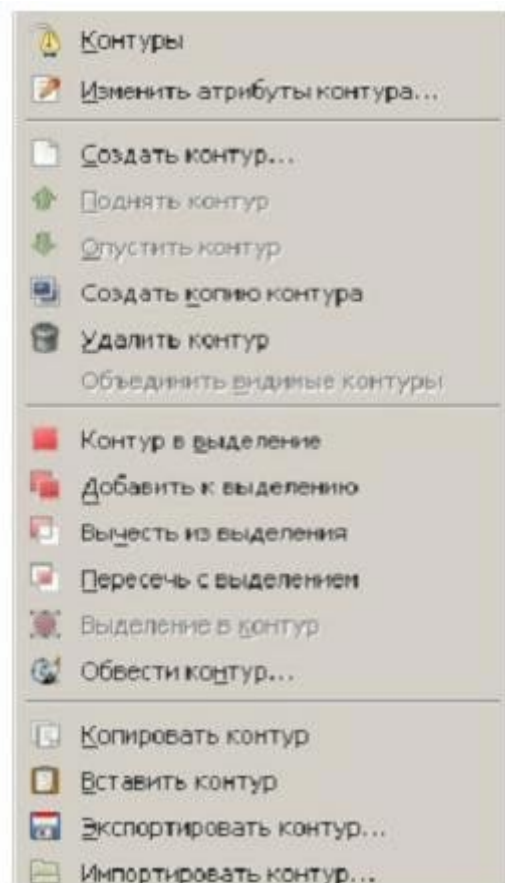 Контуры
Изменить атрибуты контура...
Создать контур...
Поднять контур
Опустить контур
Создать копию контура
Удалить контур
Объединить видимые контуры
Контур в выделение
Добавить к выделению
Вычесть из выделения
Пересечь с выделением
Выделение в контур
Обвести контур...
Копировать контур
Вставить контур
Экспортировать контур...
Импортировать контур...